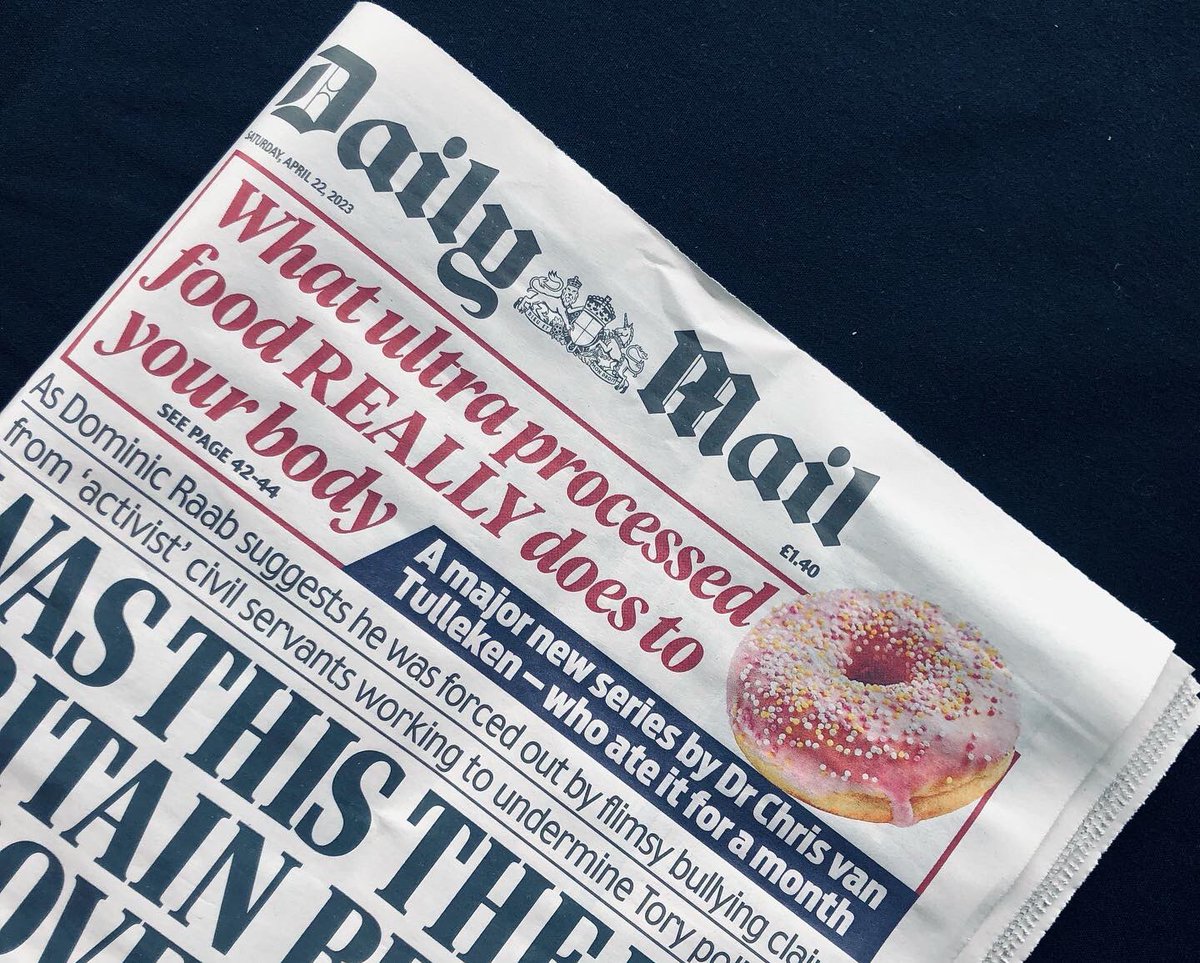 Daily Mail
SATURDAY, APRIL 22, 2023
£1.40
What ultra processed
food REALLY does to
your body
SEE PAGE 42-44
A major new series by Dr Chris van
Tulleken – who ate it for a month
As Dominic Raab suggests he was forced out by flimsy bullying
from ‘activist’ civil servants working to undermine Tory
THIS